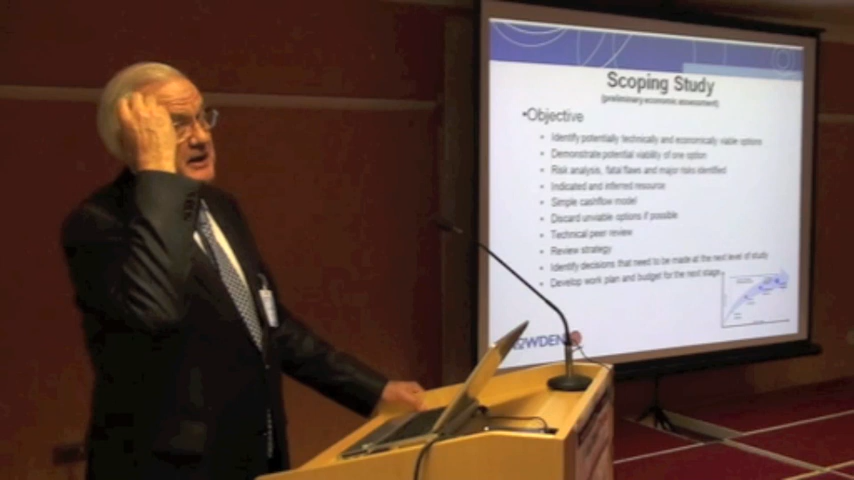 Scoping Study
(preliminary economic assessment)
•Objective
• Identify potentially technically and economically viable options
• Demonstrate potential viability of one option
• Risk analysis, fatal flaws and major risks identified
• Indicated and inferred resource
• Simple cashflow model
• Discard unviable options if possible
• Technical peer review
• Review strategy
• Identify decisions that need to be made at the next level of study
• Develop work plan and budget for the next stage